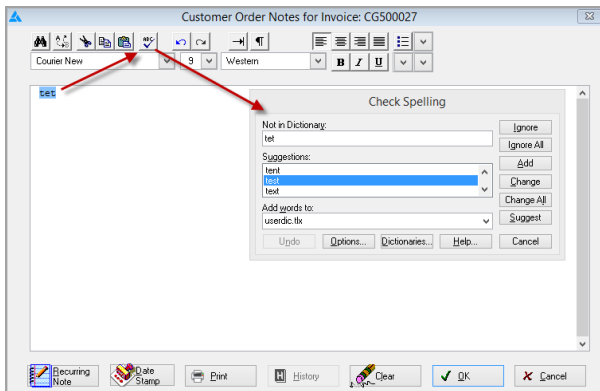 Customer Order Notes for Invoice: CG500027
ABC
Courier New 9 Western B I U
tet
Check Spelling
Not in Dictionary:
tet
Ignore
Ignore All
Suggestions:
tent
test
text
Add
Change
Change All
Add words to:
userdic.tlx
Suggest
Undo Options... Dictionaries... Help... Cancel
Recurring Note
Date Stamp
Print
H History
Clear
OK
Cancel